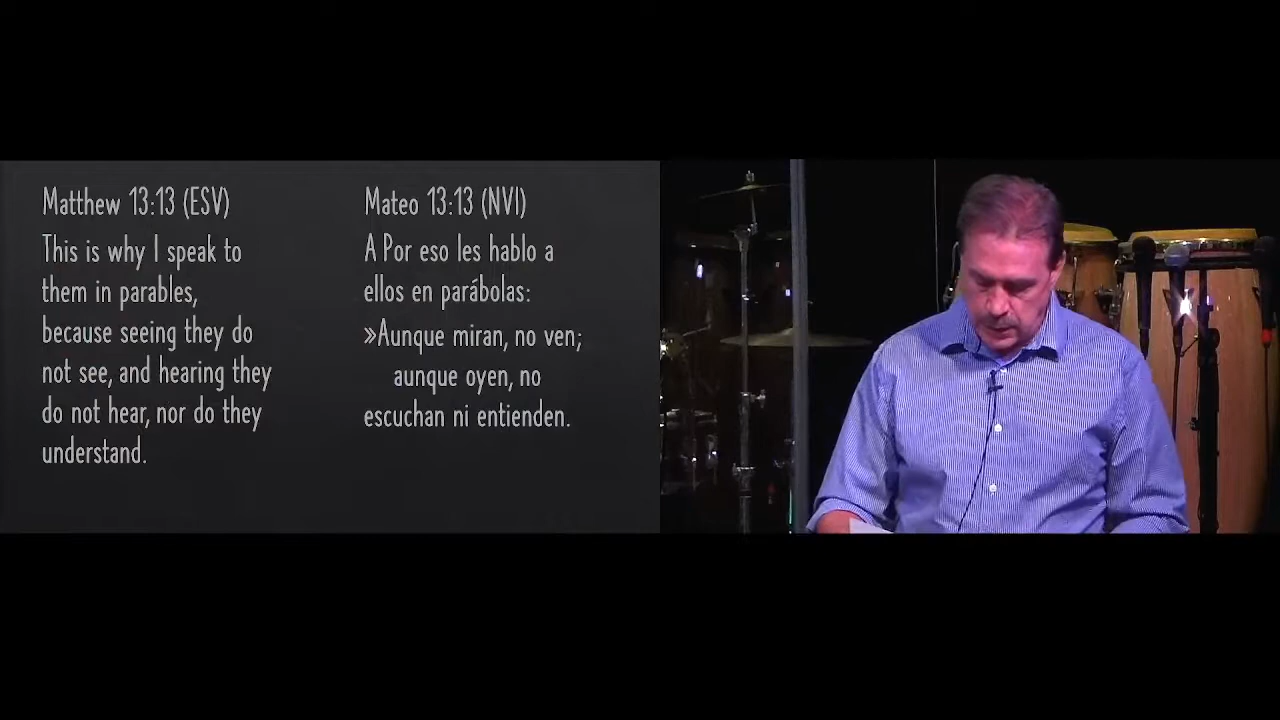 Matthew 13:13 (ESV)
This is why I speak to
them in parables,
because seeing they do
not see, and hearing they
do not hear, nor do they
understand.
Mateo 13:13 (NVI)
A Por eso les hablo a
ellos en parábolas:
»Aunque miran, no ven;
aunque oyen, no
escuchan ni entienden.